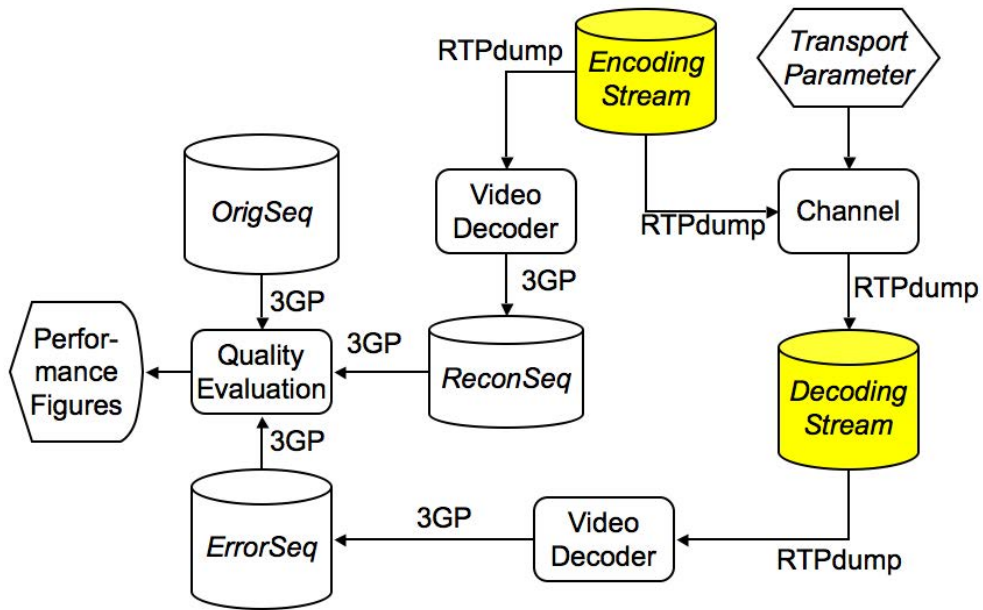 RTPdump
Encoding
Stream
Transport
Parameter
OrigSeq
Video
Decoder
RTPdump
Channel
3GP
3GP
RTPdump
Perfor-
mance
Figures
Quality
Evaluation
3GP
ReconSeq
Decoding
Stream
3GP
ErrorSeq
3GP
Video
Decoder
RTPdump